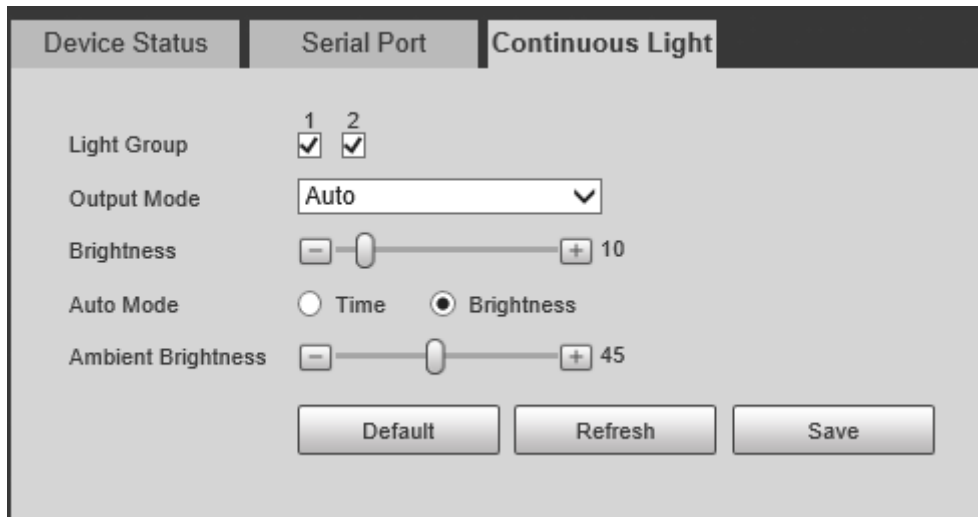 Device Status Serial Port Continuous Light
1 2
Light Group
Output Mode Auto
Brightness 10
Auto Mode Time Brightness
Ambient Brightness 45
Default Refresh Save